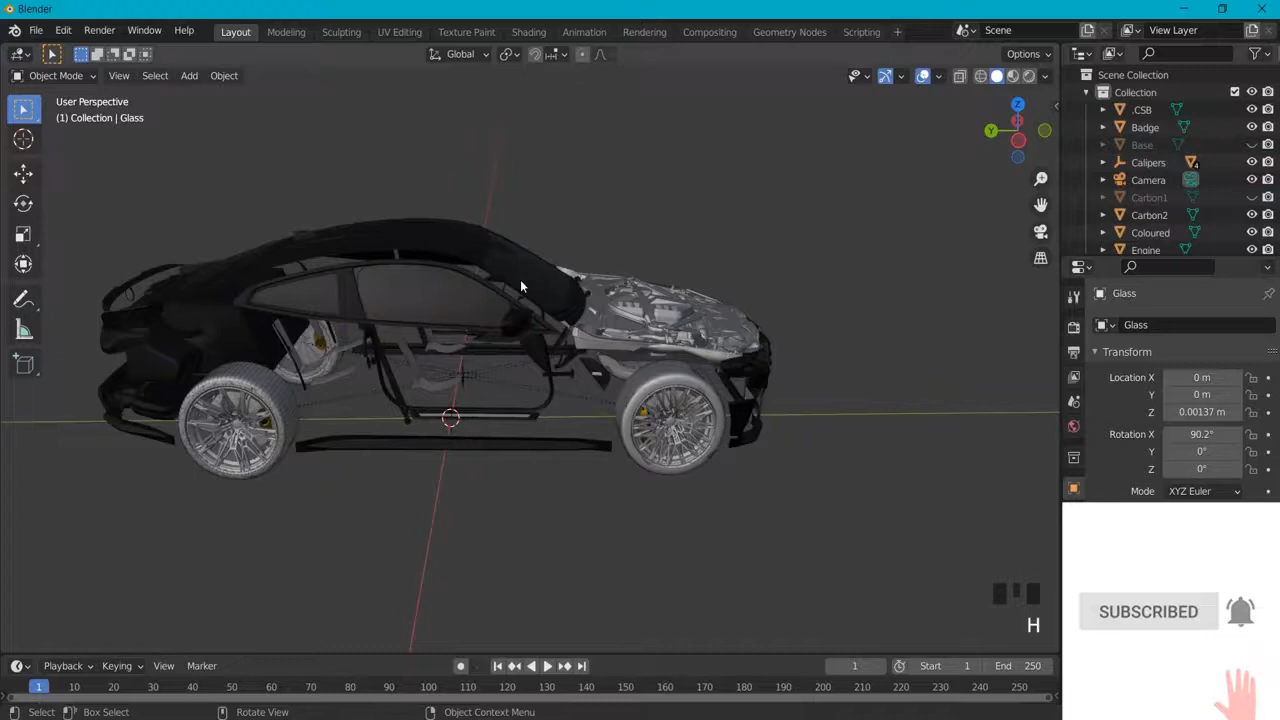 Blender
File Edit Render Window Help
Layout Modeling Sculpting UV Editing Texture Paint Shading Animation Rendering Compositing Geometry Nodes Scripting +
Scene
View Layer
Global
Options
Object Mode View Select Add Object
User Perspective
(1) Collection | Glass
Z
Y
Scene Collection
Collection
.CSB
Badge
Base
Calipers 4
Camera
Carbon1
Carbon2
Coloured
Engine
Glass
Glass
Transform
Location X 0 m
Y 0 m
Z 0.00137 m
Rotation X 90.2°
Y 0°
Z 0°
Mode XYZ Euler
SUBSCRIBED
H
Playback Keying View Marker
1 Start 1 End 250
1 10 20 30 40 50 60 70 80 90 100 110 120 130 140 150 160 170 180 190 200 210 220 230 240 250
Select Box Select Rotate View Object Context Menu